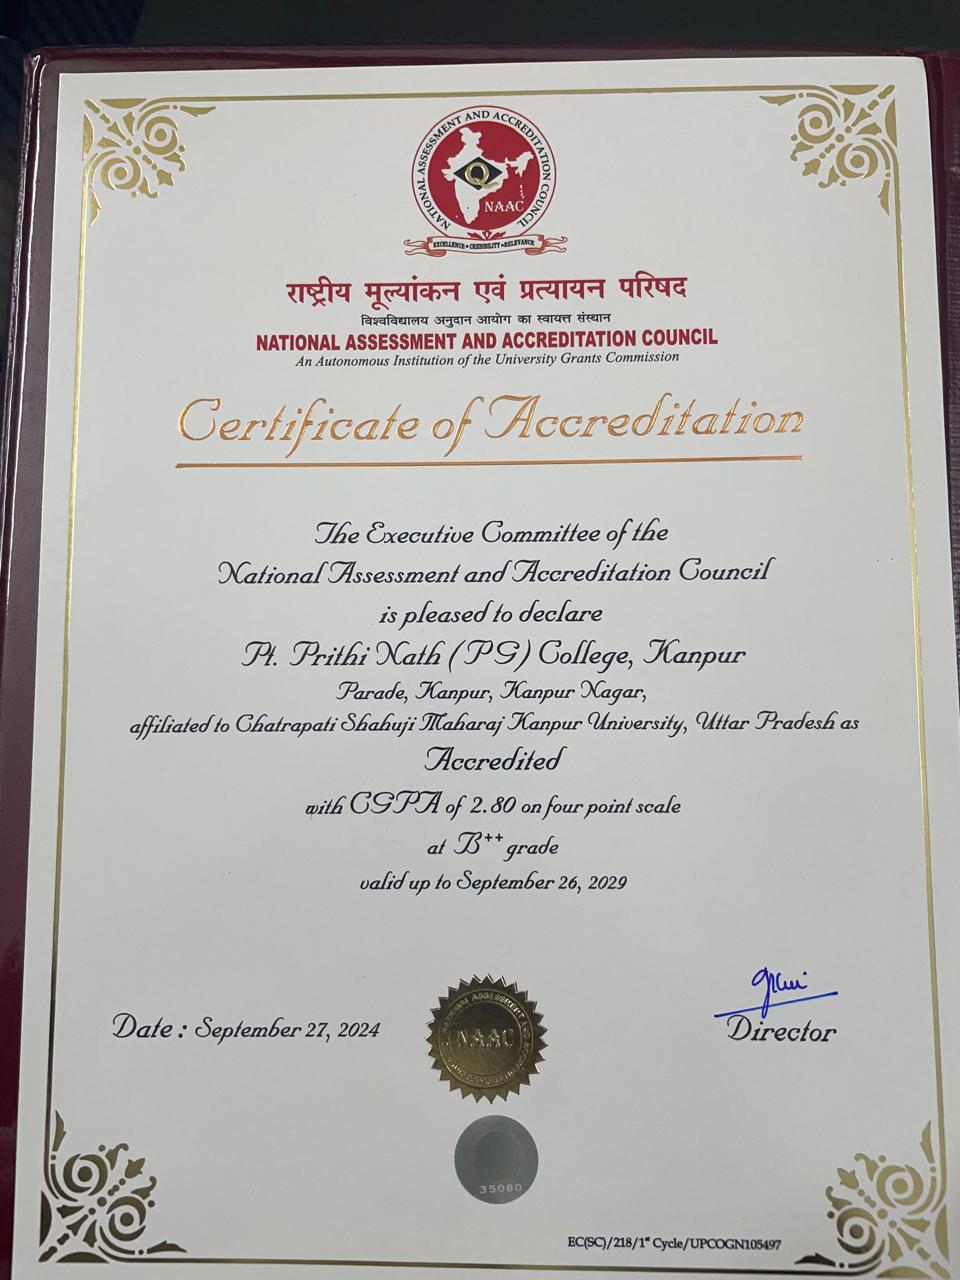 NATIONAL ASSESSMENT AND ACCREDITATION COUNCIL
Q
NAAC
EXCELLENCE • CREDIBILITY • RELEVANCE
राष्ट्रीय मूल्यांकन एवं प्रत्यायन परिषद
विश्वविद्यालय अनुदान आयोग का स्वायत्त संस्थान
NATIONAL ASSESSMENT AND ACCREDITATION COUNCIL
An Autonomous Institution of the University Grants Commission
Certificate of Accreditation
The Executive Committee of the
National Assessment and Accreditation Council
is pleased to declare
Pt. Prithi Nath (PG) College, Kanpur
Parade, Kanpur, Kanpur Nagar,
affiliated to Chatrapati Shahuji Maharaj Kanpur University, Uttar Pradesh as
Accredited
with CGPA of 2.80 on four point scale
at B++ grade
valid up to September 26, 2029
Date : September 27, 2024
NAAC
Director
35080
EC(SC)/218/1st Cycle/UPCOGN105497